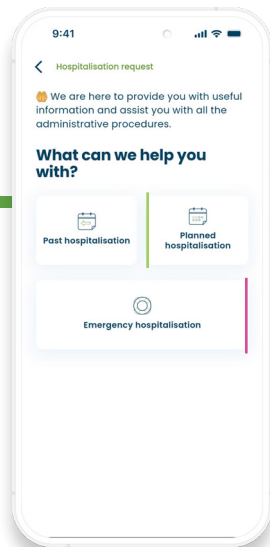 9:41
Hospitalisation request
We are here to provide you with useful
information and assist you with all the
administrative procedures.
What can we help you
with?
Past hospitalisation
Planned
hospitalisation
Emergency hospitalisation